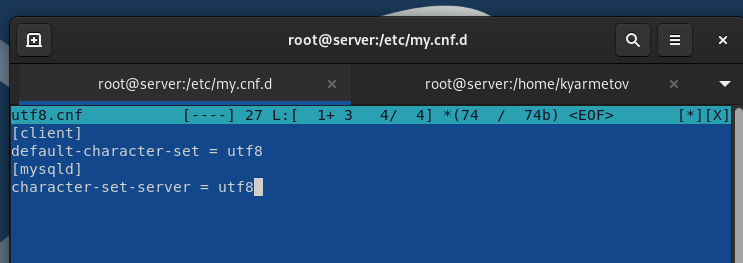 root@server:/etc/my.cnf.d
root@server:/etc/my.cnf.d × root@server:/home/kyarmetov ×
utf8.cnf [----] 27 L:[ 1+ 3 4/ 4] *(74 / 74b) <EOF> [*][X]
[client]
default-character-set = utf8
[mysqld]
character-set-server = utf8